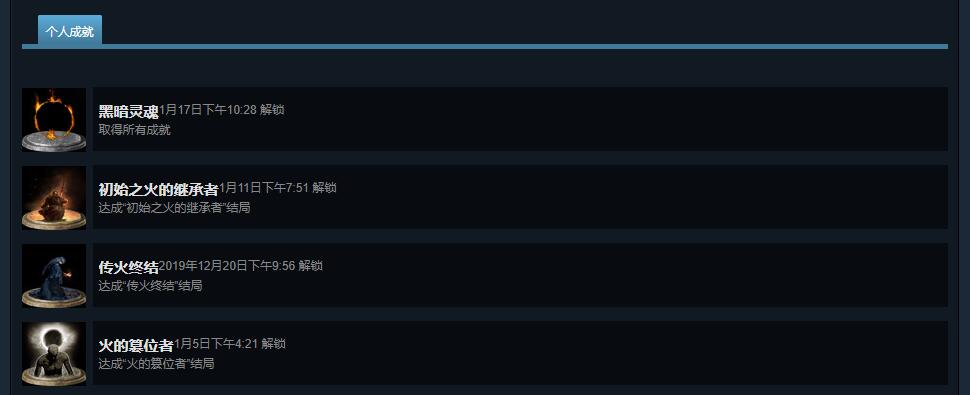 个人成就
黑暗灵魂1月17日下午10:28 解锁
取得所有成就
初始之火的继承者1月11日下午7:51 解锁
达成“初始之火的继承者”结局
传火终结2019年12月20日下午9:56 解锁
达成“传火终结”结局
火的篡位者1月5日下午4:21 解锁
达成“火的篡位者”结局